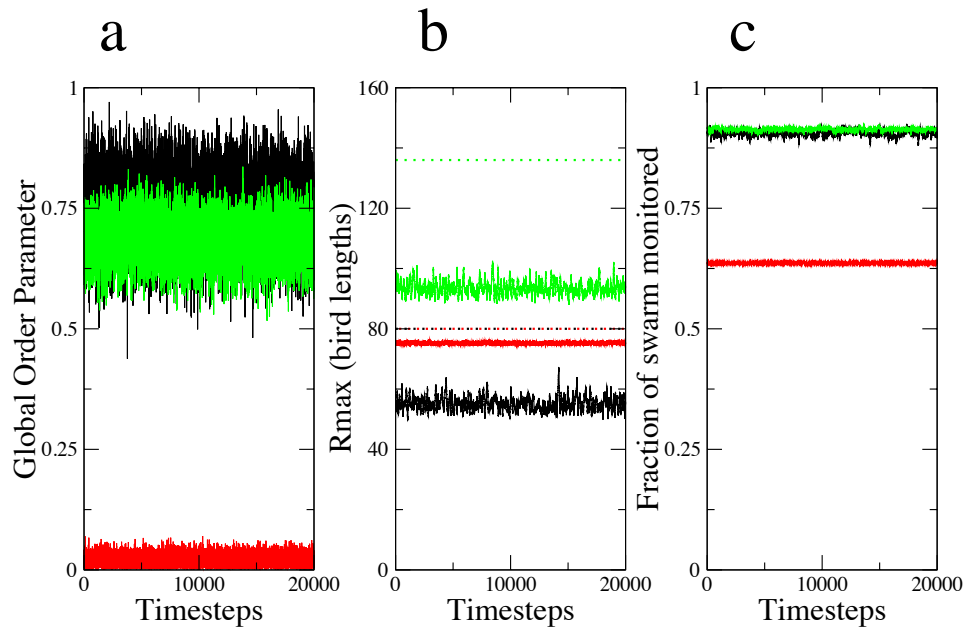 a
b
c
Global Order Parameter
1
0.75
0.5
0.25
0
0
10000
20000
Timesteps
Rmax (bird lengths)
160
120
80
40
0
0
10000
20000
Timesteps
Fraction of swarm monitored
1
0.75
0.5
0.25
0
0
10000
20000
Timesteps